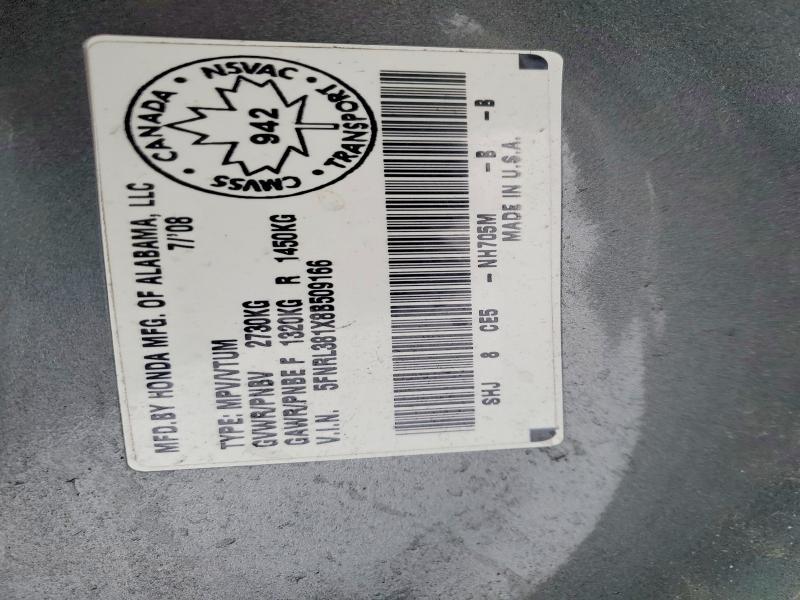 MFD.BY HONDA MFG. OF ALABAMA, LLC
7/'08
CANADA • NSVAC • TRANSPORT • CMVSS •
942
TYPE: MPV/VTUM
GVWR/PNBV 2730KG
GAWR/PNBE F 1320KG R 1450KG
V.I.N. 5FNRL381X8B509166
SHJ 8 CE5 - NH705M - B - B
MADE IN U.S.A.